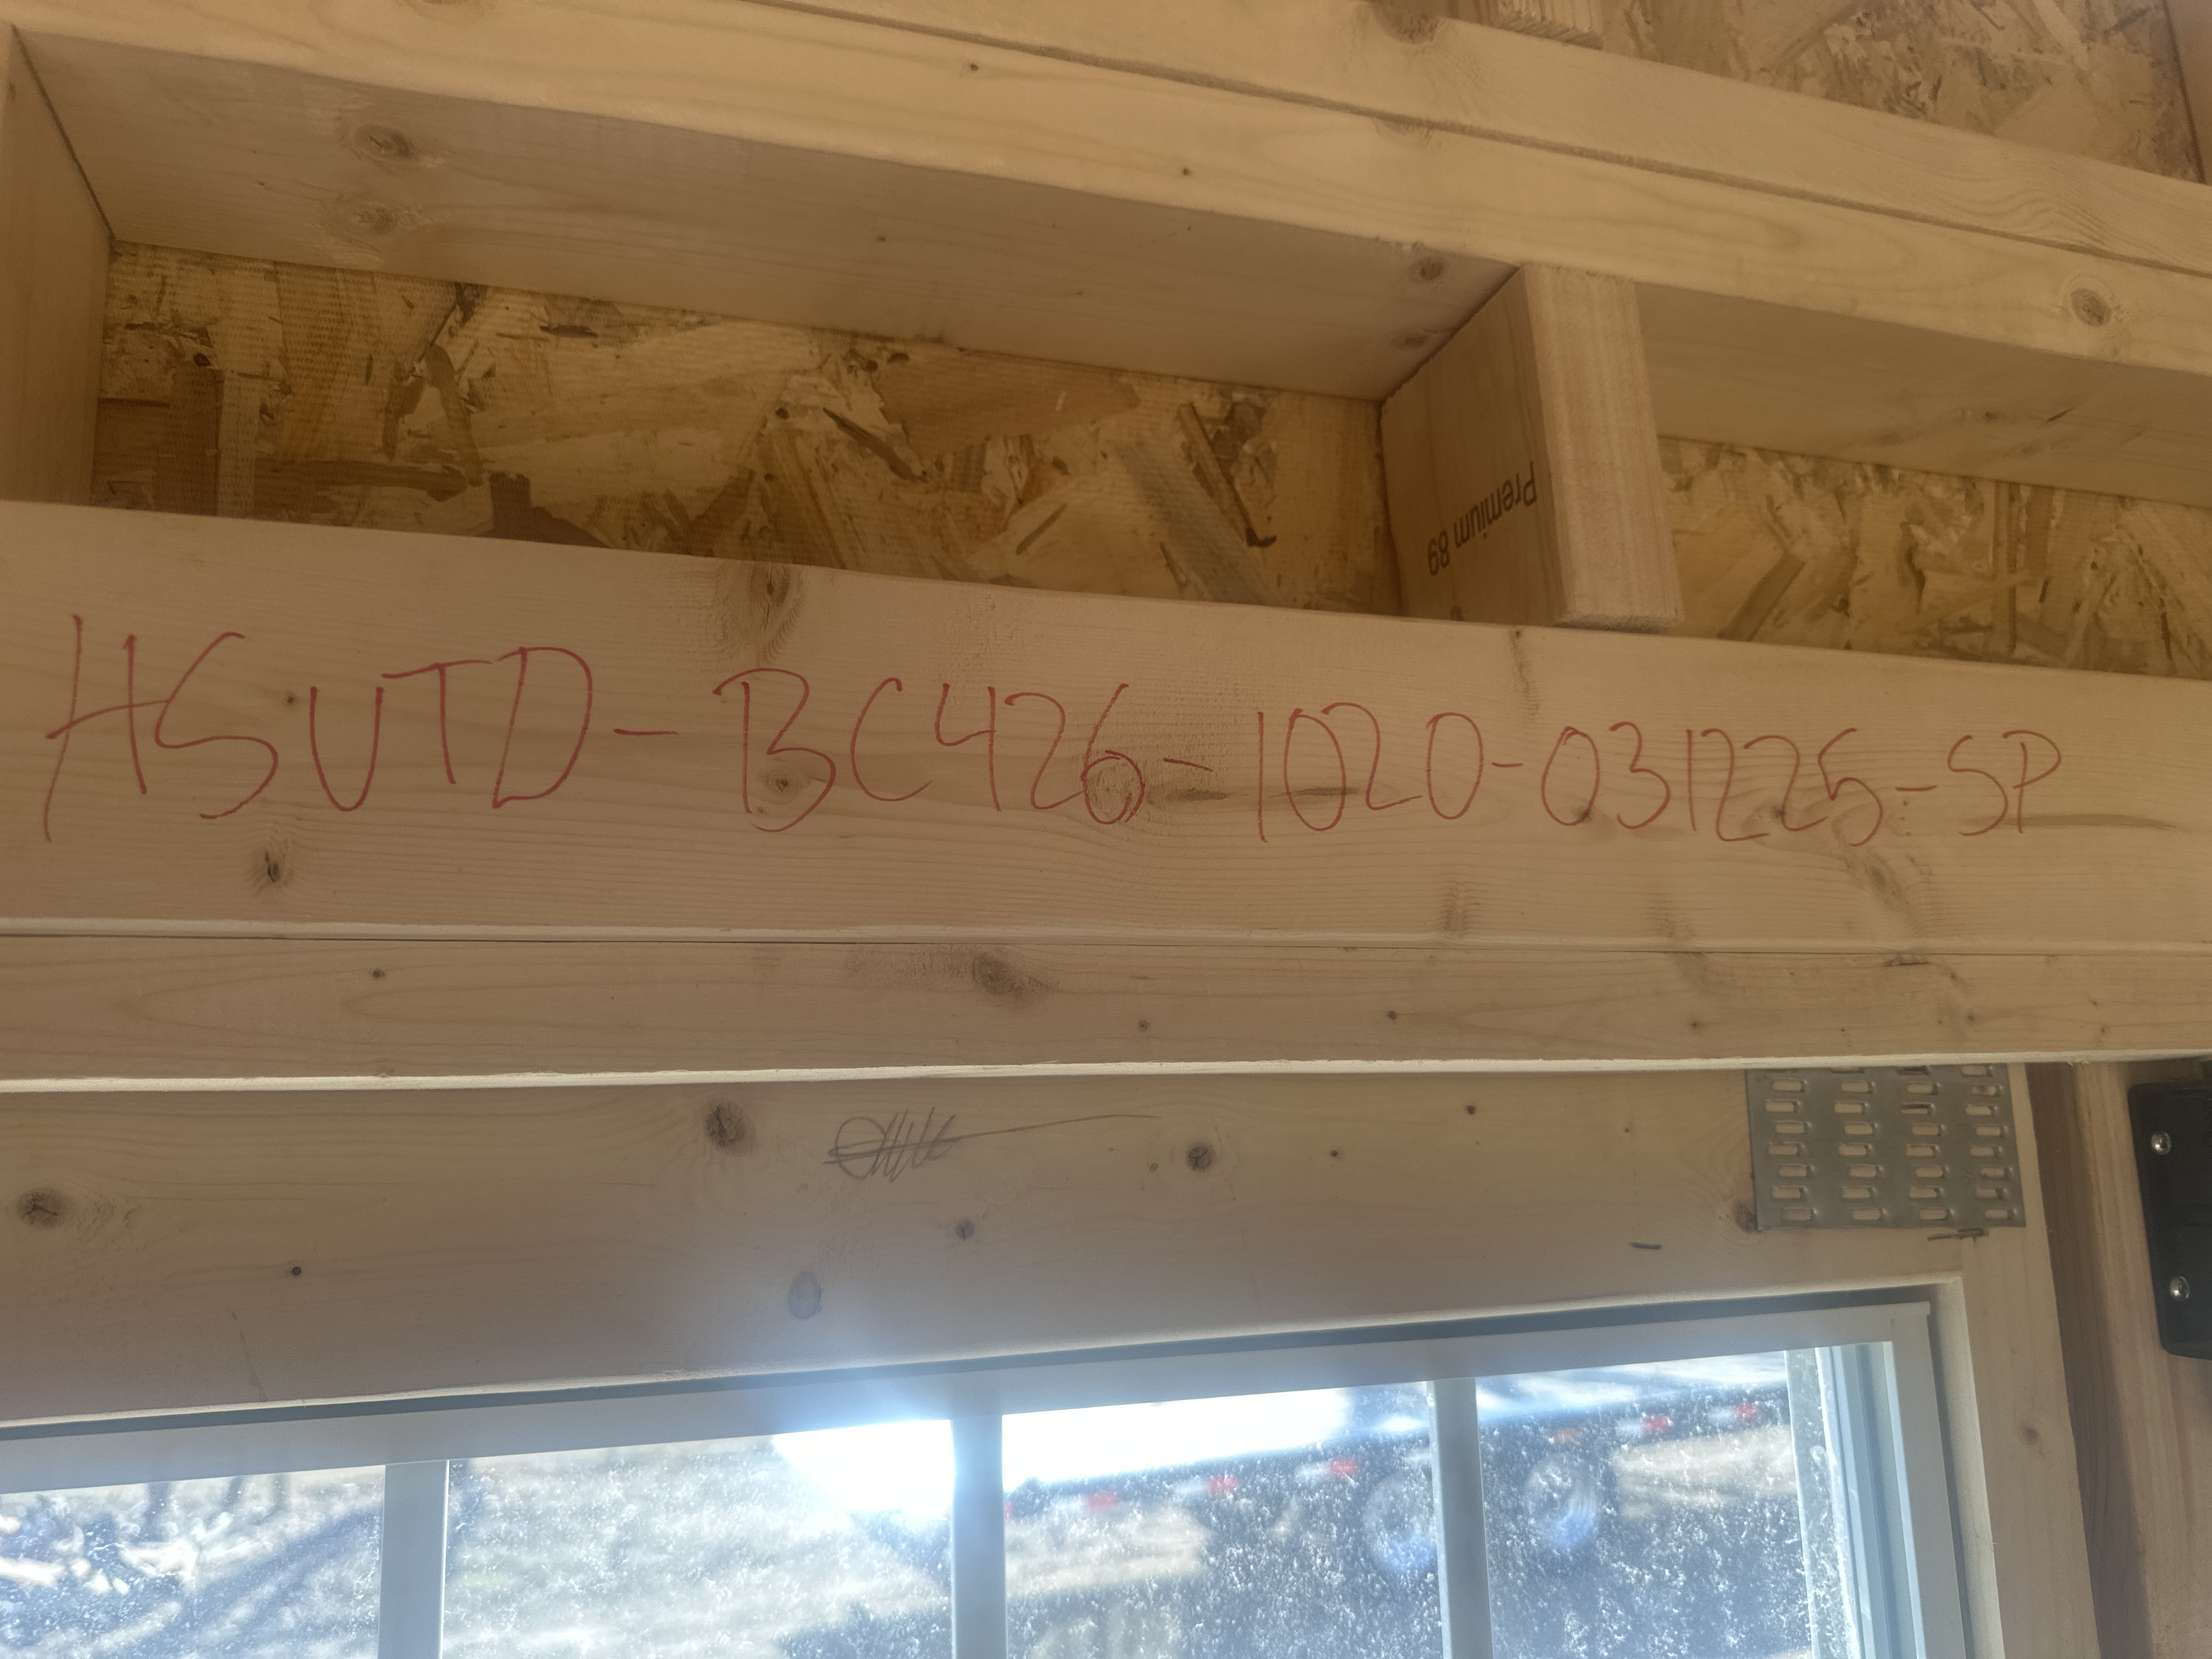 Premium 89
HSUTD-BC426-1020-031225-SP